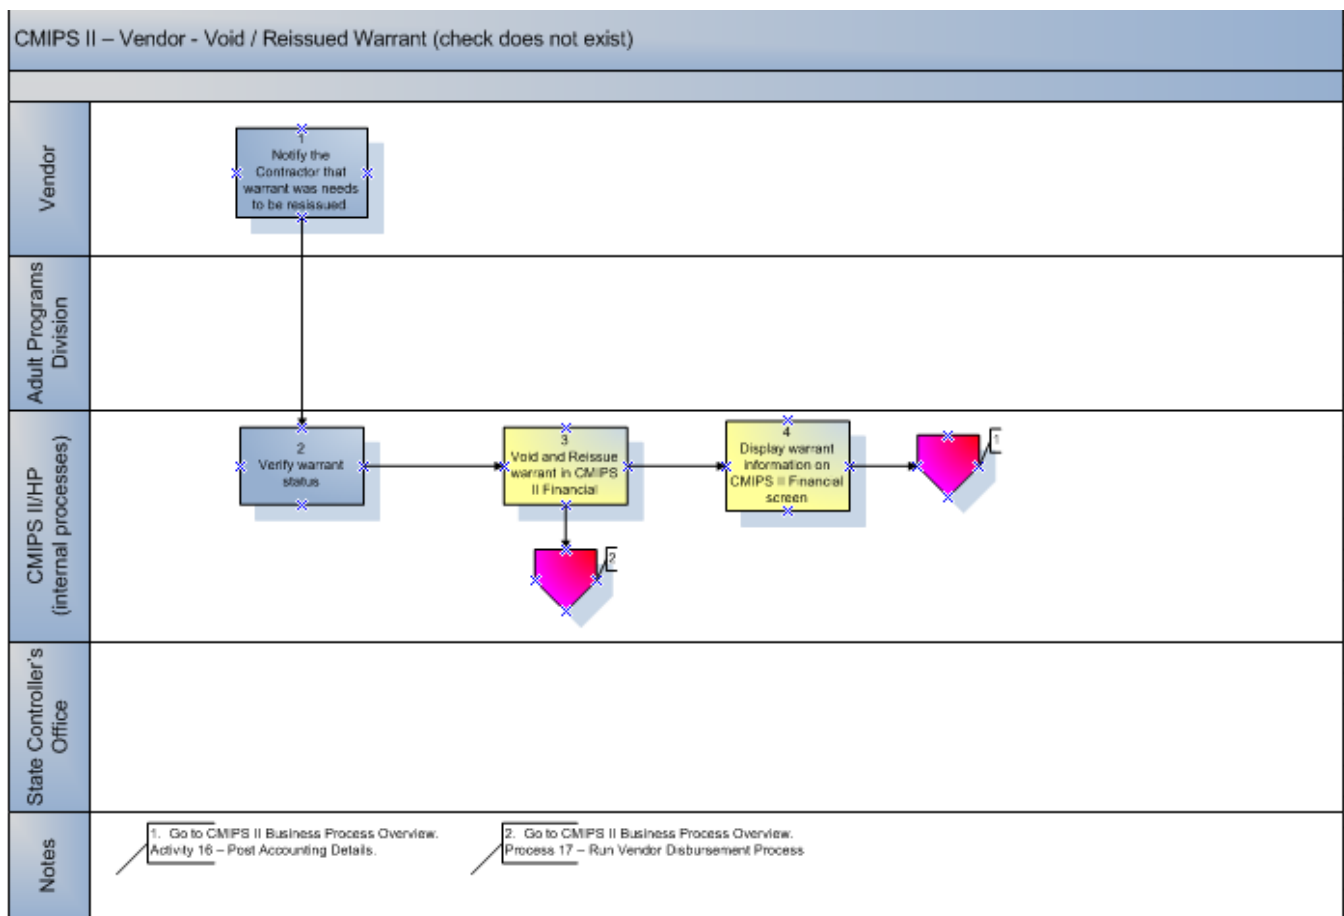 CMIPS II – Vendor - Void / Reissued Warrant (check does not exist)
Vendor
1
Notify the
Contractor that
warrant was needs
to be resissued
Adult Programs
Division
CMIPS II/HP
(internal processes)
2
Verify warrant
status
3
Void and Reissue
warrant in CMIPS
II Financial
4
Display warrant
information on
CMIPS II Financial
screen
1
2
State Controller's
Office
Notes
1. Go to CMIPS II Business Process Overview.
Activity 16 – Post Accounting Details.
2. Go to CMIPS II Business Process Overview.
Process 17 – Run Vendor Disbursement Process